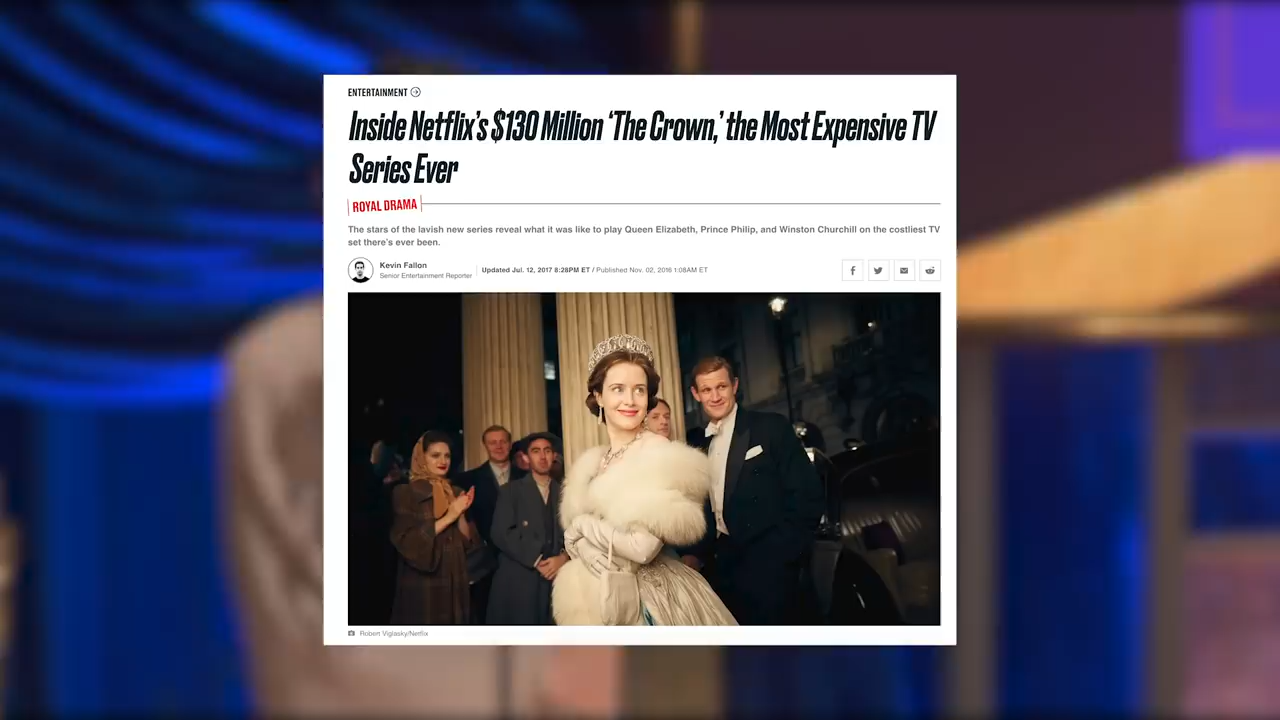 ENTERTAINMENT
Inside Netflix's $130 Million ‘The Crown,’ the Most Expensive TV
Series Ever
ROYAL DRAMA
The stars of the lavish new series reveal what it was like to play Queen Elizabeth, Prince Philip, and Winston Churchill on the costliest TV
set there's ever been.
Kevin Fallon
Senior Entertainment Reporter
Updated Jul. 12, 2017 8:28PM ET / Published Nov. 02, 2016 1:08AM ET
Robert Viglasky/Netflix